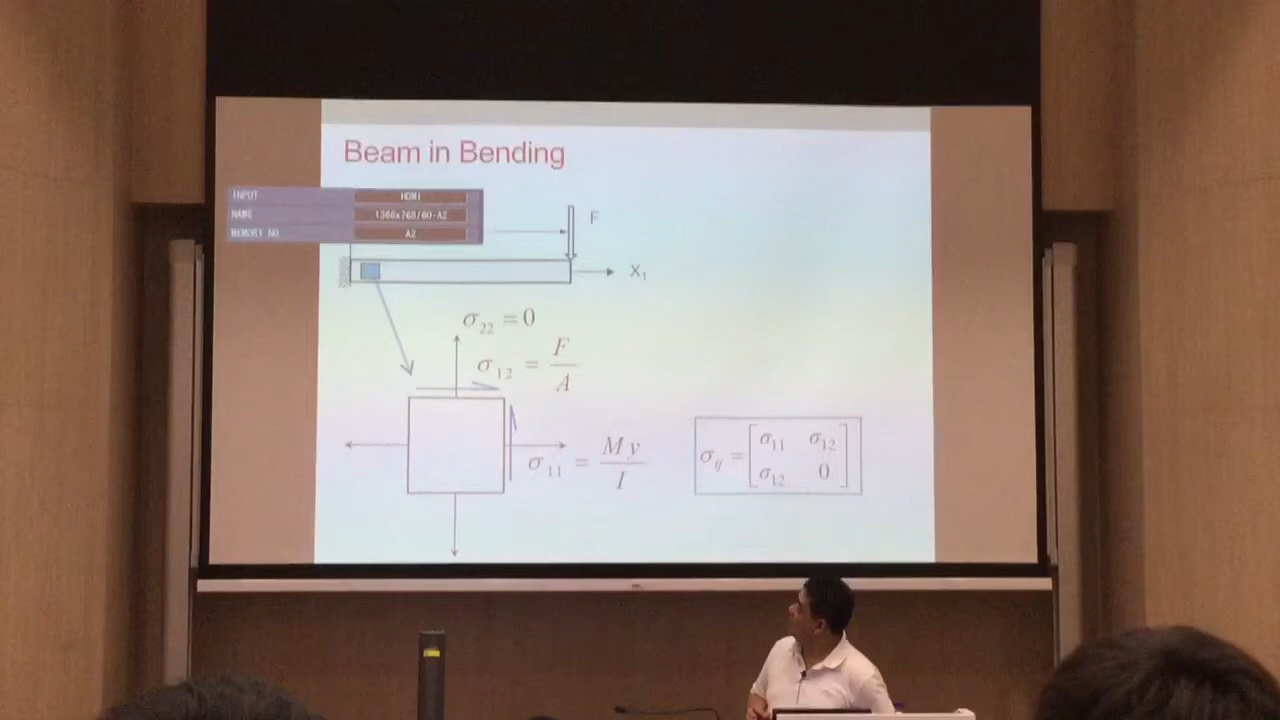 Beam in Bending
INPUT HDMI
NAME 1366x768/60-A2
MEMORY NO A2
F
X₁
σ₂₂ = 0
σ₁₂ = F/A
σ₁₁ = My/I
σᵢⱼ = [σ₁₁ σ₁₂
σ₁₂ 0]